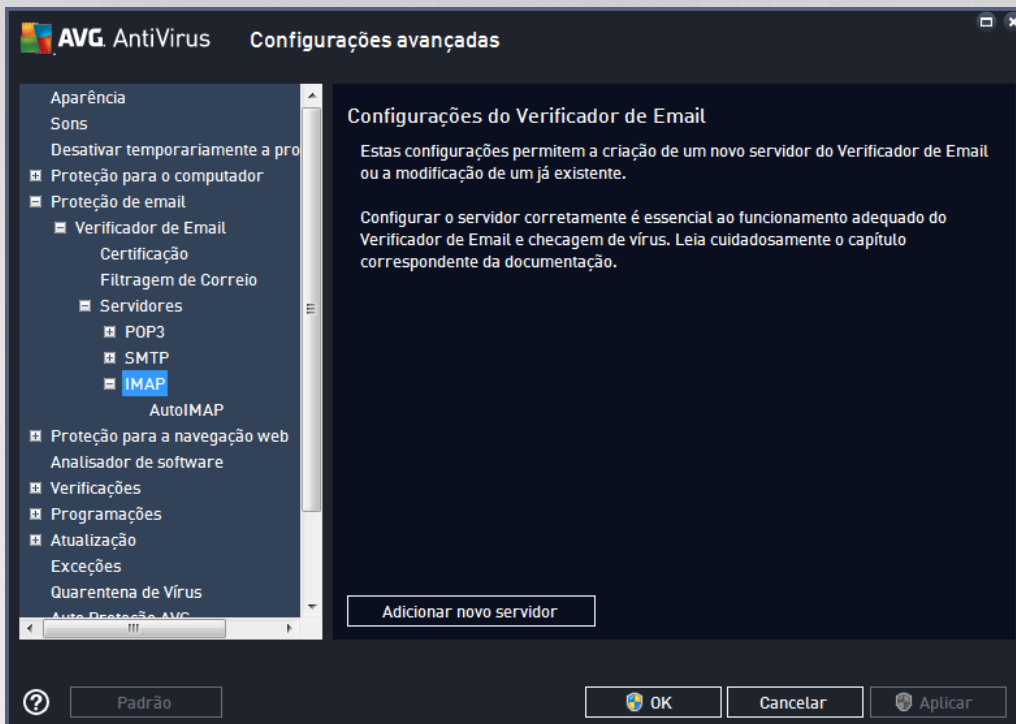 AVG AntiVirus Configurações avançadas
Aparência
Sons
Desativar temporariamente a pro
Proteção para o computador
Proteção de email
Verificador de Email
Certificação
Filtragem de Correio
Servidores
POP3
SMTP
IMAP
AutoIMAP
Proteção para a navegação web
Analisador de software
Verificações
Programações
Atualização
Exceções
Quarentena de Vírus
Auto Proteção AVG
Configurações do Verificador de Email
Estas configurações permitem a criação de um novo servidor do Verificador de Email
ou a modificação de um já existente.
Configurar o servidor corretamente é essencial ao funcionamento adequado do
Verificador de Email e checagem de vírus. Leia cuidadosamente o capítulo
correspondente da documentação.
Adicionar novo servidor
? Padrão OK Cancelar Aplicar